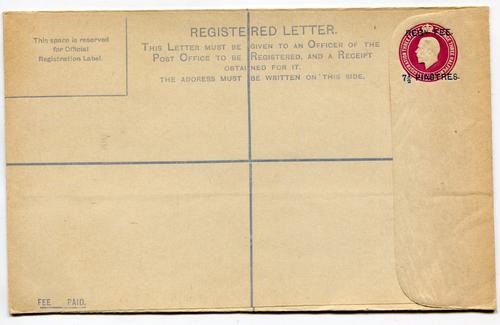 This space is reserved
for Official
Registration Label.
REGISTERED LETTER.
THIS LETTER MUST BE GIVEN TO AN OFFICER OF THE
POST OFFICE TO BE REGISTERED, AND A RECEIPT
OBTAINED FOR IT.
THE ADDRESS MUST BE WRITTEN ON THIS SIDE.
REGN. FEE
7½ PIASTRES.
FEE PAID.